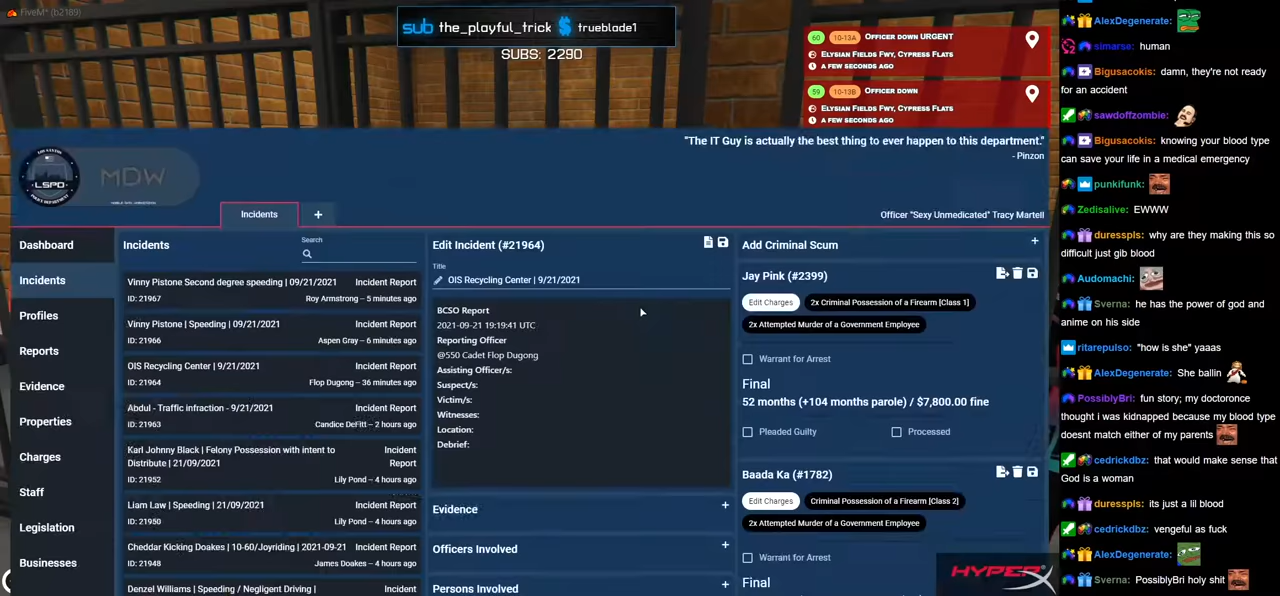 FiveM* (b2189)
sub the_playful_trick $ trueblade1
SUBS: 2290
60 10-13A OFFICER DOWN URGENT
ELYSIAN FIELDS FWY, CYPRESS FLATS
A FEW SECONDS AGO
59 10-13B OFFICER DOWN
ELYSIAN FIELDS FWY, CYPRESS FLATS
A FEW SECONDS AGO
"The IT Guy is actually the best thing to ever happen to this department."
- Pinzon
LSPD
MDW
Incidents +
Officer "Sexy Unmedicated" Tracy Martell
Dashboard
Incidents
Profiles
Reports
Evidence
Properties
Charges
Staff
Legislation
Businesses
Incidents
Search
Vinny Pistone Second degree speeding | 09/21/2021 Incident Report
ID: 21967 Roy Armstrong – 5 minutes ago
Vinny Pistone | Speeding | 09/21/2021 Incident Report
ID: 21966 Aspen Gray – 6 minutes ago
OIS Recycling Center | 9/21/2021 Incident Report
ID: 21964 Flop Dugong – 36 minutes ago
Abdul - Traffic infraction - 9/21/2021 Incident Report
ID: 21963 Candice DeFitt – 2 hours ago
Karl Johnny Black | Felony Possession with intent to Incident
Distribute | 21/09/2021 Report
ID: 21952 Lily Pond – 4 hours ago
Liam Law | Speeding | 21/09/2021 Incident Report
ID: 21950 Lily Pond – 4 hours ago
Cheddar Kicking Doakes | 10-60/Joyriding | 2021-09-21 Incident Report
ID: 21948 James Doakes – 4 hours ago
Denzel Williams | Speeding / Negligent Driving | Incident
Edit Incident (#21964)
Title
OIS Recycling Center | 9/21/2021
BCSO Report
2021-09-21 19:19:41 UTC
Reporting Officer
@550 Cadet Flop Dugong
Assisting Officer/s:
Suspect/s:
Victim/s:
Witnesses:
Location:
Debrief:
Evidence +
Officers Involved +
Persons Involved +
Add Criminal Scum +
Jay Pink (#2399)
Edit Charges 2x Criminal Possession of a Firearm [Class 1]
2x Attempted Murder of a Government Employee
Warrant for Arrest
Final
52 months (+104 months parole) / $7,800.00 fine
Pleaded Guilty Processed
Baada Ka (#1782)
Edit Charges Criminal Possession of a Firearm [Class 2]
2x Attempted Murder of a Government Employee
Warrant for Arrest
Final
HYPERX
AlexDegenerate:
simarse: human
Bigusacokis: damn, they're not ready
for an accident
sawdoffzombie:
Bigusacokis: knowing your blood type
can save your life in a medical emergency
punkifunk:
Zedisalive: EWWW
duresspls: why are they making this so
difficult just gib blood
Audomachi:
Sverna: he has the power of god and
anime on his side
ritarepulso: "how is she" yaaas
AlexDegenerate: She ballin
PossiblyBri: fun story; my doctoronce
thought i was kidnapped because my blood type
doesnt match either of my parents
cedrickdbz: that would make sense that
God is a woman
duresspls: its just a lil blood
cedrickdbz: vengeful as fuck
AlexDegenerate:
Sverna: PossiblyBri holy shit